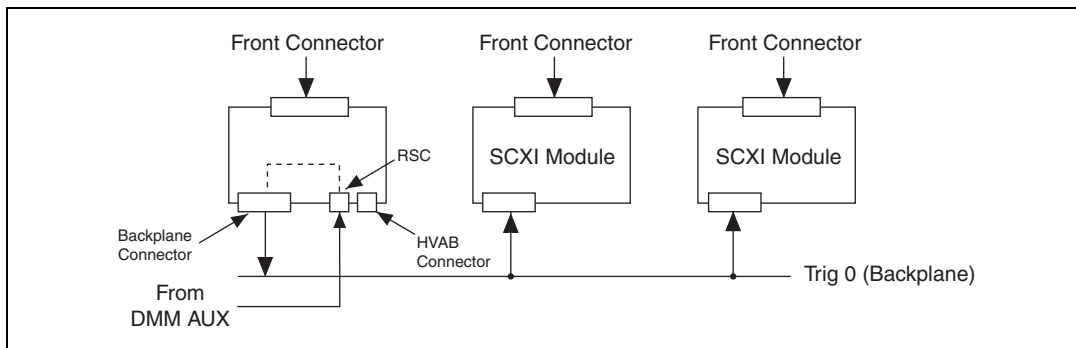 Front Connector
Front Connector
Front Connector
RSC
SCXI Module
SCXI Module
Backplane
Connector
HVAB
Connector
Trig 0 (Backplane)
From
DMM AUX